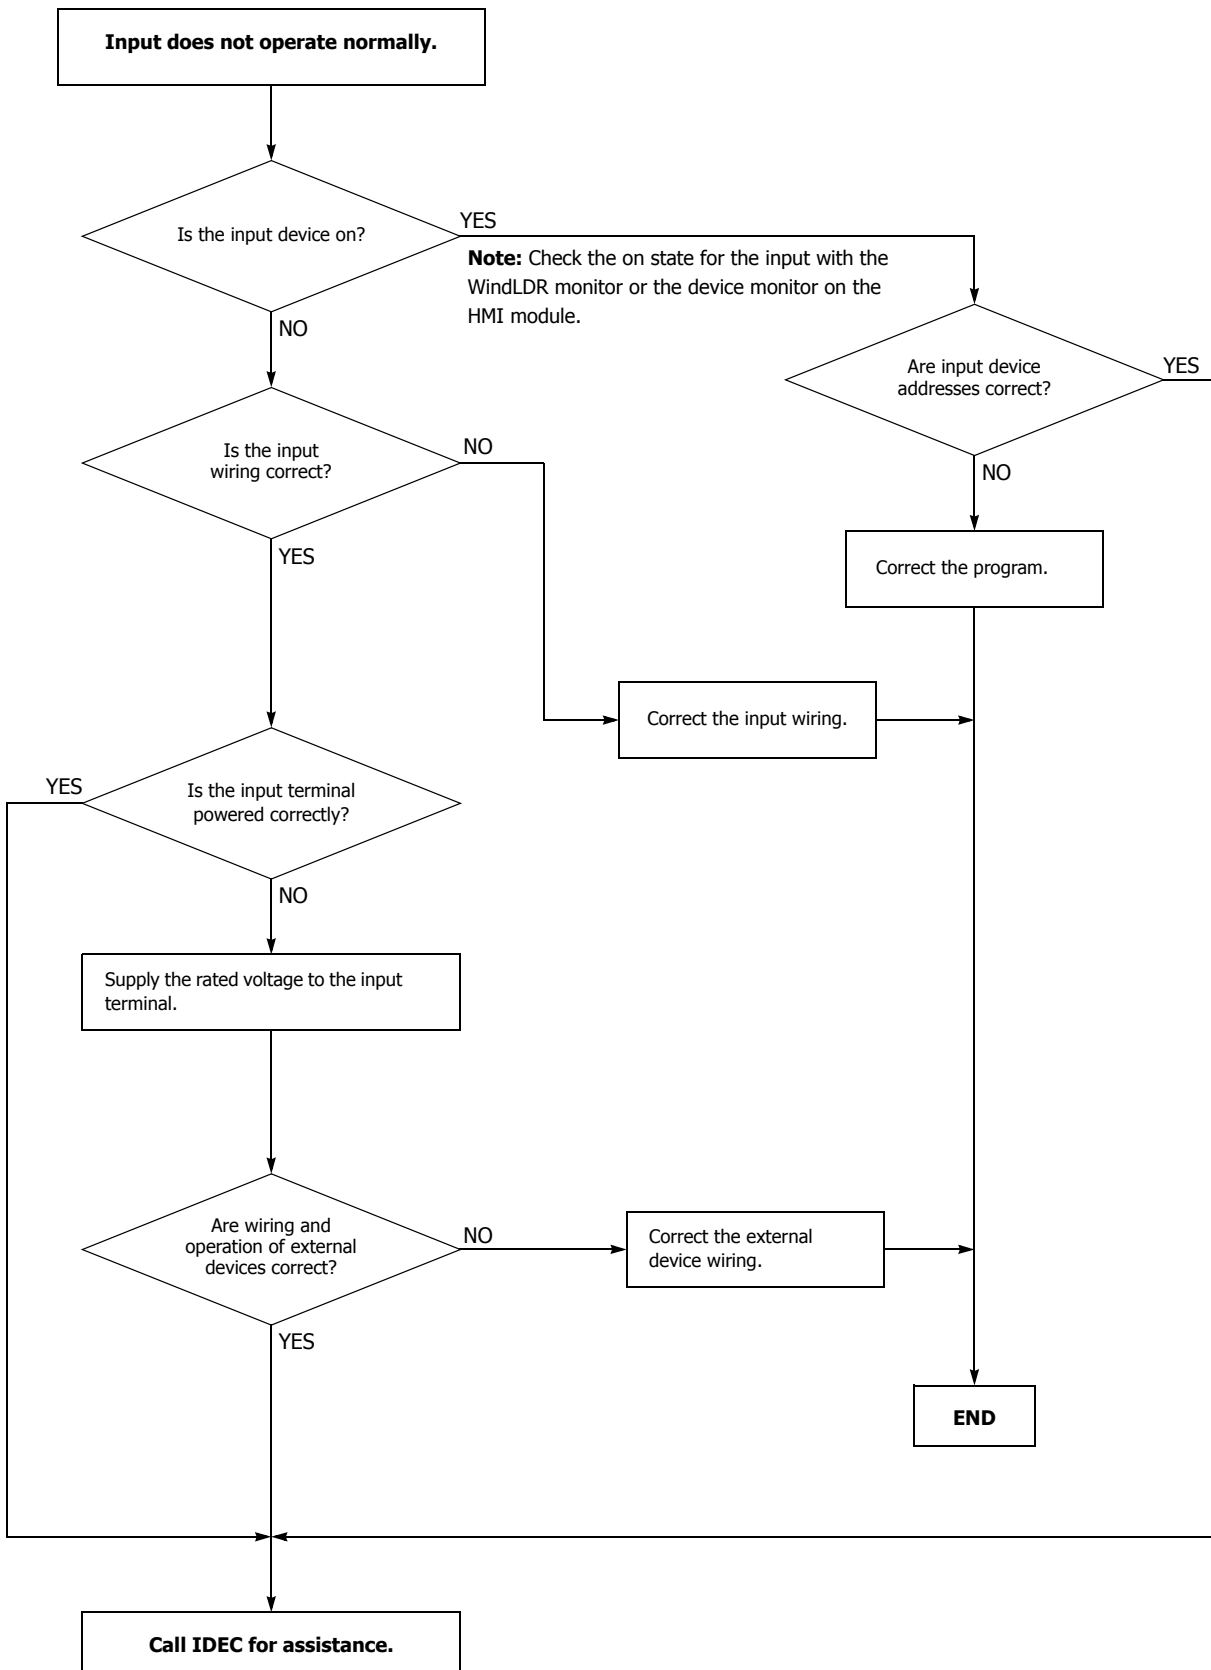 Input does not operate normally.
Is the input device on?
YES
Note: Check the on state for the input with the
WindLDR monitor or the device monitor on the
HMI module.
NO
Are input device
addresses correct?
YES
NO
Is the input
wiring correct?
NO
YES
Correct the program.
Correct the input wiring.
YES
Is the input terminal
powered correctly?
NO
Supply the rated voltage to the input
terminal.
Are wiring and
operation of external
devices correct?
NO
Correct the external
device wiring.
YES
END
Call IDEC for assistance.